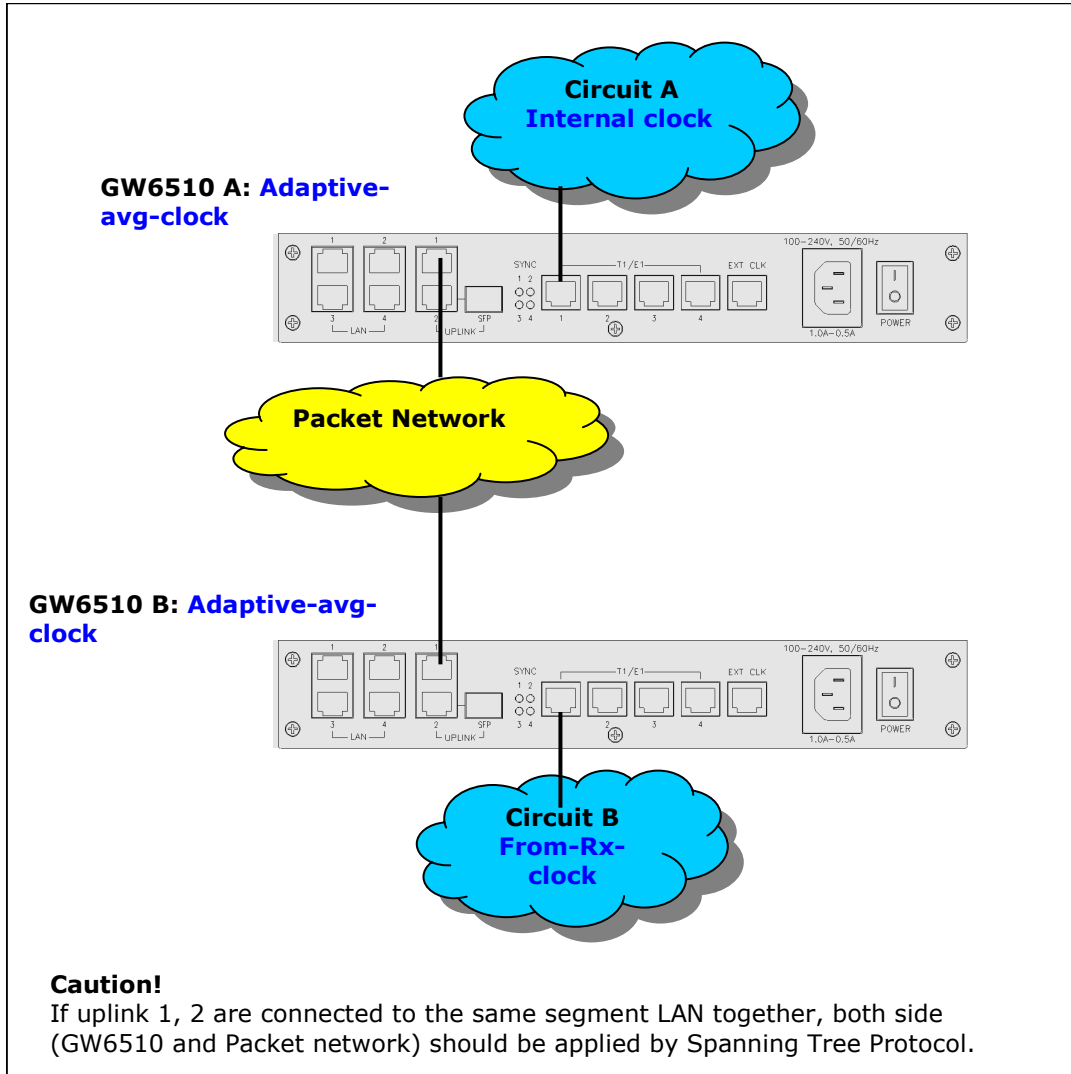 Circuit A
Internal clock
GW6510 A: Adaptive-
avg-clock
1 2 1
3 4 2 SFP
LAN UPLINK
SYNC
1 2
3 4
T1/E1
EXT CLK
1 2 3 4
100-240V, 50/60Hz
1.0A-0.5A
POWER
Packet Network
GW6510 B: Adaptive-avg-
clock
1 2 1
3 4 2 SFP
LAN UPLINK
SYNC
1 2
3 4
T1/E1
EXT CLK
2 3 4
100-240V, 50/60Hz
1.0A-0.5A
POWER
Circuit B
From-Rx-
clock
Caution!
If uplink 1, 2 are connected to the same segment LAN together, both side
(GW6510 and Packet network) should be applied by Spanning Tree Protocol.